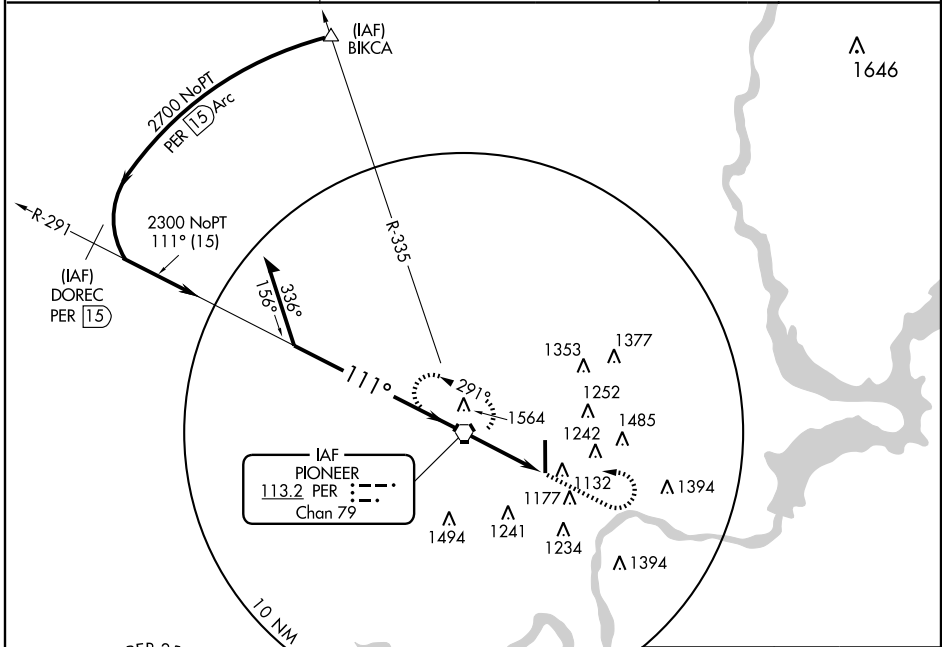 (IAF)
BIKCA
1646
2700 NoPT
PER 15 Arc
R-291
2300 NoPT
111° (15)
R-335
(IAF)
DOREC
PER 15
336°
156°
111°
291°
1564
1353
1377
1252
1242
1485
1132
1177
1394
1494
1241
1234
1394
IAF
PIONEER
113.2 PER
Chan 79
10 NM